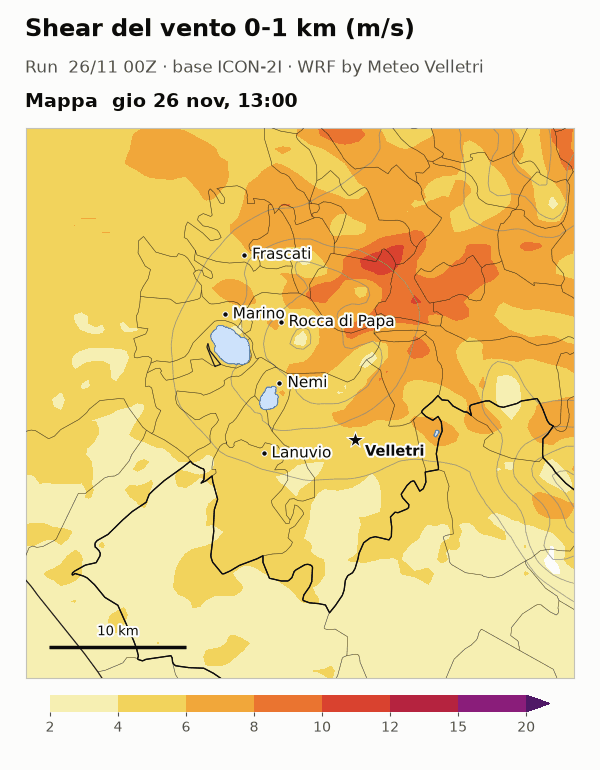 Shear del vento 0-1 km (m/s)
Run  26/11 00Z · base ICON-2I · WRF by Meteo Velletri
Mappa  gio 26 nov, 13:00
Frascati
Marino
Rocca di Papa
Nemi
Velletri
Lanuvio
10 km
2 4 6 8 10 12 15 20